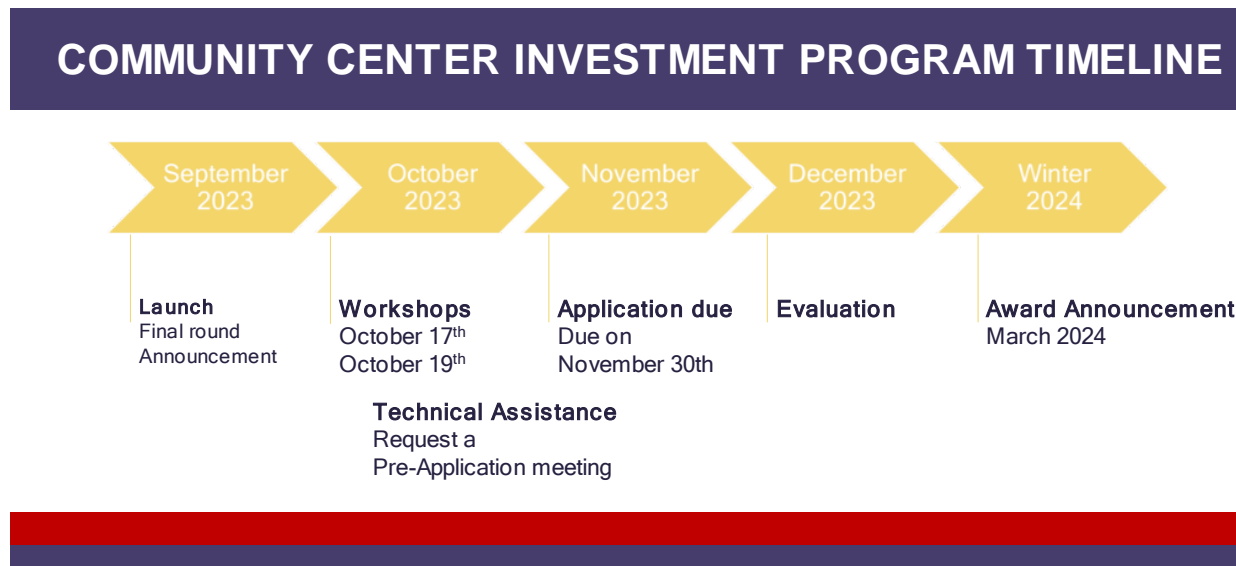 COMMUNITY CENTER INVESTMENT PROGRAM TIMELINE
September
2023
October
2023
November
2023
December
2023
Winter
2024
Launch
Final round
Announcement
Workshops
October 17th
October 19th
Technical Assistance
Request a
Pre-Application meeting
Application due
Due on
November 30th
Evaluation
Award Announcement
March 2024